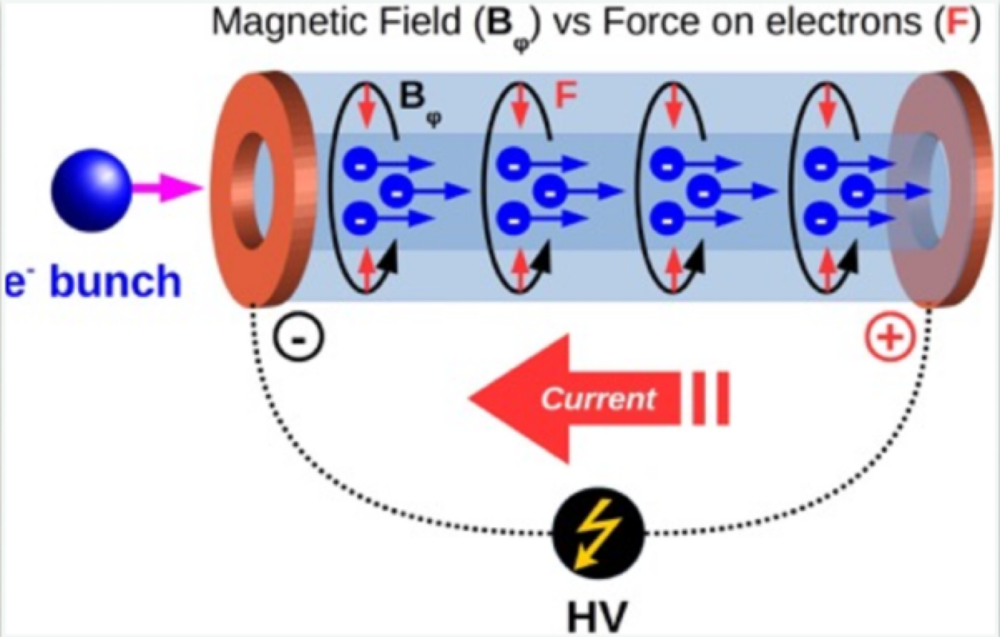 Magnetic Field (Bφ) vs Force on electrons (F)
Bφ
F
- - - -
- - - -
- - - -
e⁻ bunch
- +
Current
HV